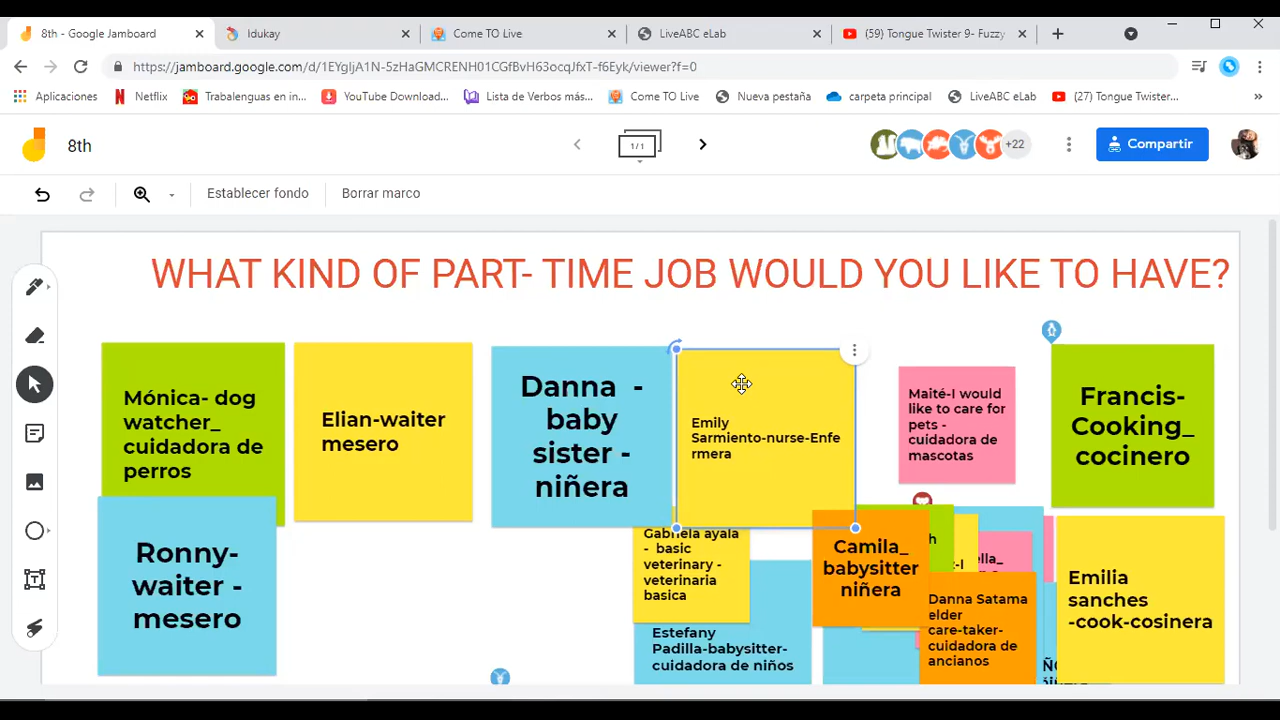 8th - Google Jamboard
Idukay
Come TO Live
LiveABC eLab
(59) Tongue Twister 9- Fuzzy
https://jamboard.google.com/d/1EYgIjA1N-5zHaGMCRENH01CGfBvH63ocqJfxT-f6Eyk/viewer?f=0
Aplicaciones
Netflix
Trabalenguas en in...
YouTube Download...
Lista de Verbos más...
Come TO Live
Nueva pestaña
carpeta principal
LiveABC eLab
(27) Tongue Twister...
8th
1/1
+22
Compartir
Establecer fondo
Borrar marco
WHAT KIND OF PART- TIME JOB WOULD YOU LIKE TO HAVE?
Mónica- dog
watcher_
cuidadora de
perros
Elian-waiter
mesero
Danna -
baby
sister -
niñera
Emily
Sarmiento-nurse-Enfe
rmera
Maité-I would
like to care for
pets -
cuidadora de
mascotas
Francis-
Cooking_
cocinero
Ronny-
waiter -
mesero
Gabriela ayala
- basic
veterinary -
veterinaria
basica
Estefany
Padilla-babysitter-
cuidadora de niños
Camila_
babysitter
niñera
Danna Satama
elder
care-taker-
cuidadora de
ancianos
Emilia
sanches
-cook-cosinera